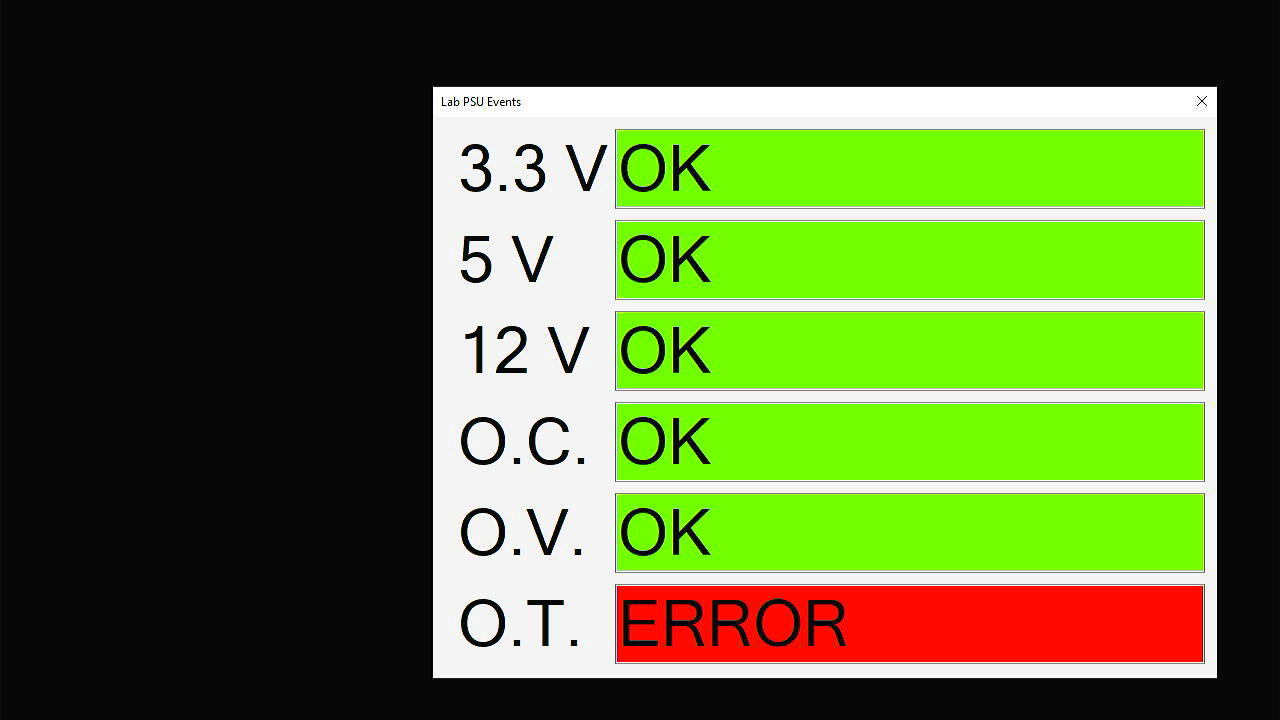 Lab PSU Events
3.3 V OK
5 V OK
12 V OK
O.C. OK
O.V. OK
O.T. ERROR